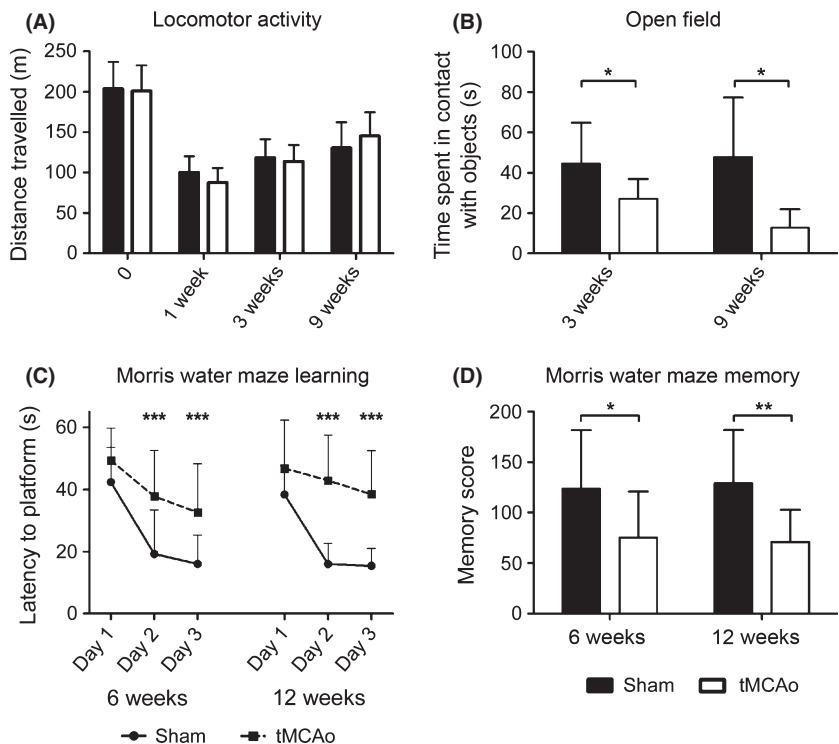 (A) Locomotor activity
Distance travelled (m)
250
200
150
100
50
0
0
1 week
3 weeks
9 weeks
(B) Open field
Time spent in contact
with objects (s)
100
80
60
40
20
0
*
*
3 weeks
9 weeks
(C) Morris water maze learning
Latency to platform (s)
60
40
20
0
*** *** *** ***
Day 1
Day 2
Day 3
Day 1
Day 2
Day 3
6 weeks 12 weeks
Sham tMCAo
(D) Morris water maze memory
Memory score
200
150
100
50
0
*
**
6 weeks 12 weeks
Sham tMCAo